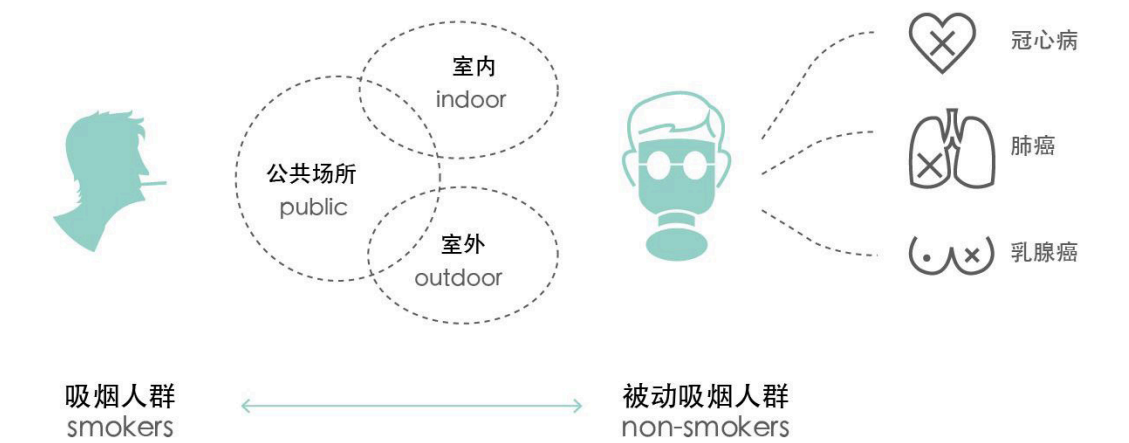 室内
indoor
公共场所
public
室外
outdoor
冠心病
肺癌
乳腺癌
吸烟人群
smokers
被动吸烟人群
non-smokers